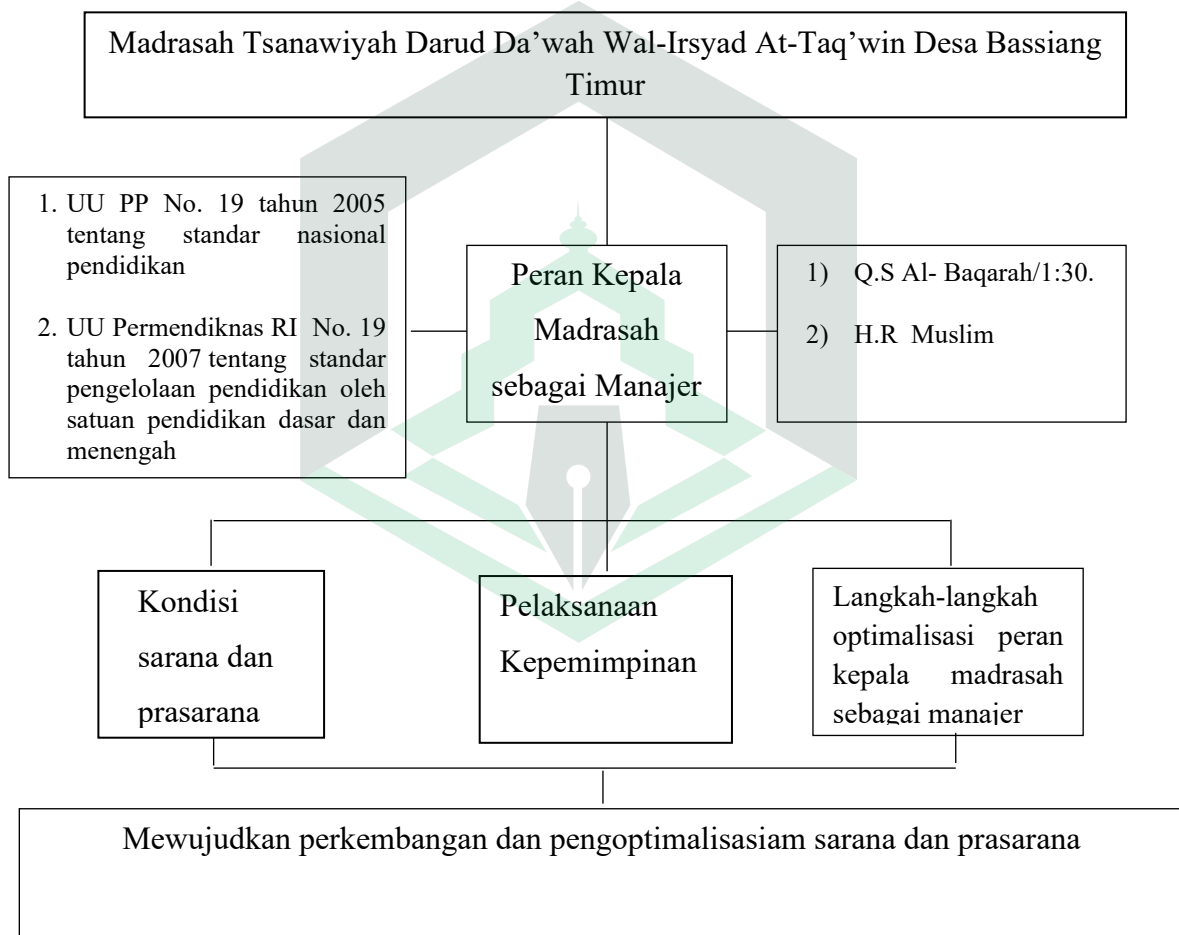 Madrasah Tsanawiyah Darud Da’wah Wal-Irsyad At-Taq’win Desa Bassiang
Timur
1. UU PP No. 19 tahun 2005
tentang standar nasional
pendidikan
2. UU Permendiknas RI No. 19
tahun 2007 tentang standar
pengelolaan pendidikan oleh
satuan pendidikan dasar dan
menengah
Peran Kepala
Madrasah
sebagai Manajer
1) Q.S Al- Baqarah/1:30.
2) H.R Muslim
Kondisi
sarana dan
prasarana
Pelaksanaan
Kepemimpinan
Langkah-langkah
optimalisasi peran
kepala madrasah
sebagai manajer
Mewujudkan perkembangan dan pengoptimalisasiam sarana dan prasarana